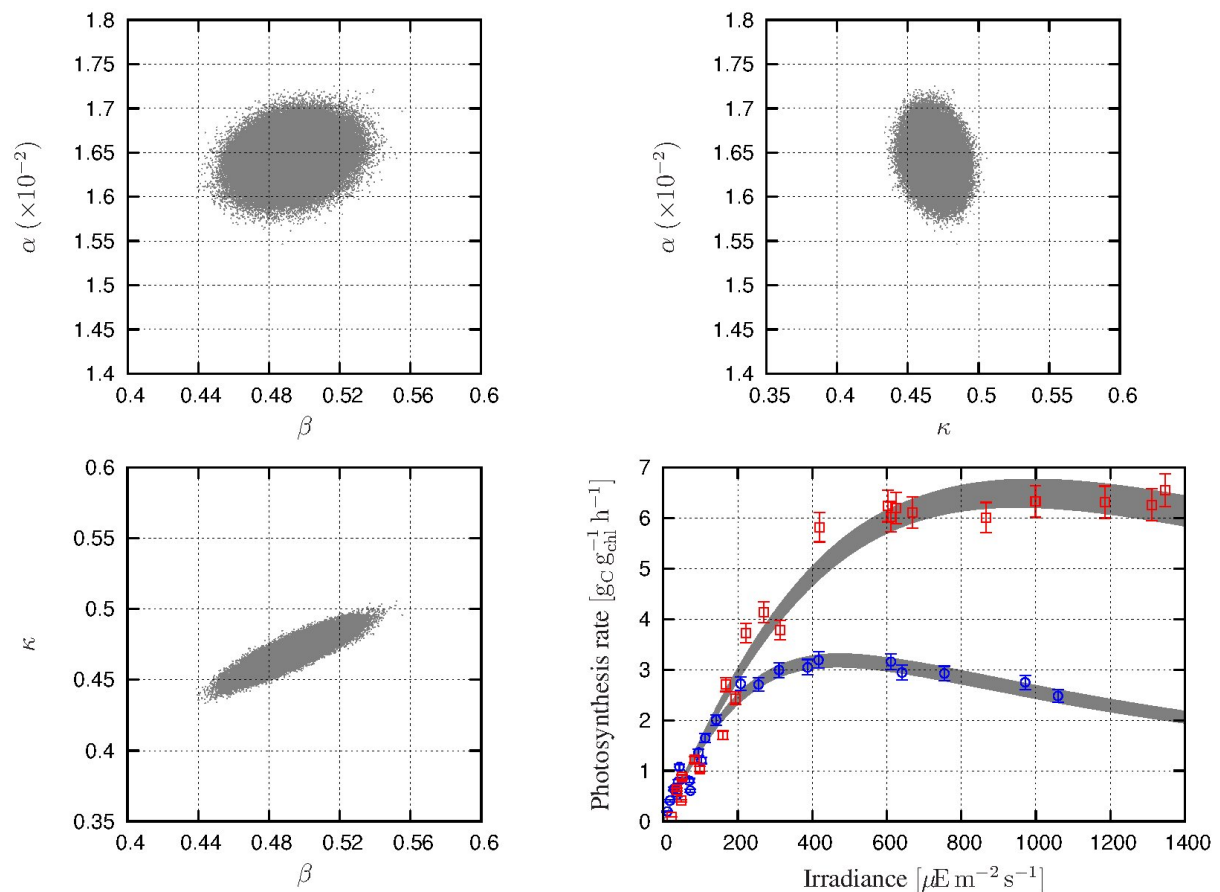 1.8
1.75
1.7
1.65
1.6
1.55
1.5
1.45
1.4
α (×10⁻²)
0.4 0.44 0.48 0.52 0.56 0.6
β
1.8
1.75
1.7
1.65
1.6
1.55
1.5
1.45
1.4
α (×10⁻²)
0.35 0.4 0.45 0.5 0.55 0.6
κ
0.6
0.55
0.5
0.45
0.4
0.35
κ
0.4 0.44 0.48 0.52 0.56 0.6
β
7
6
5
4
3
2
1
0
Photosynthesis rate [g_C g_chl⁻¹ h⁻¹]
0 200 400 600 800 1000 1200 1400
Irradiance [μE m⁻² s⁻¹]